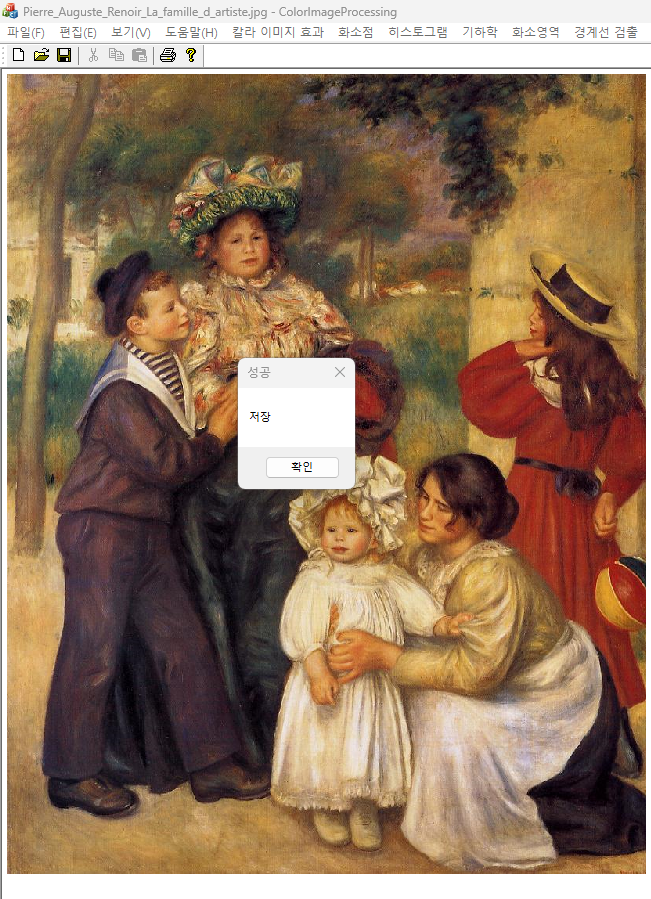 Pierre_Auguste_Renoir_La_famille_d_artiste.jpg - ColorImageProcessing
파일(F) 편집(E) 보기(V) 도움말(H) 칼라 이미지 효과 화소점 히스토그램 기하학 화소영역 경계선 검출
성공
저장
확인